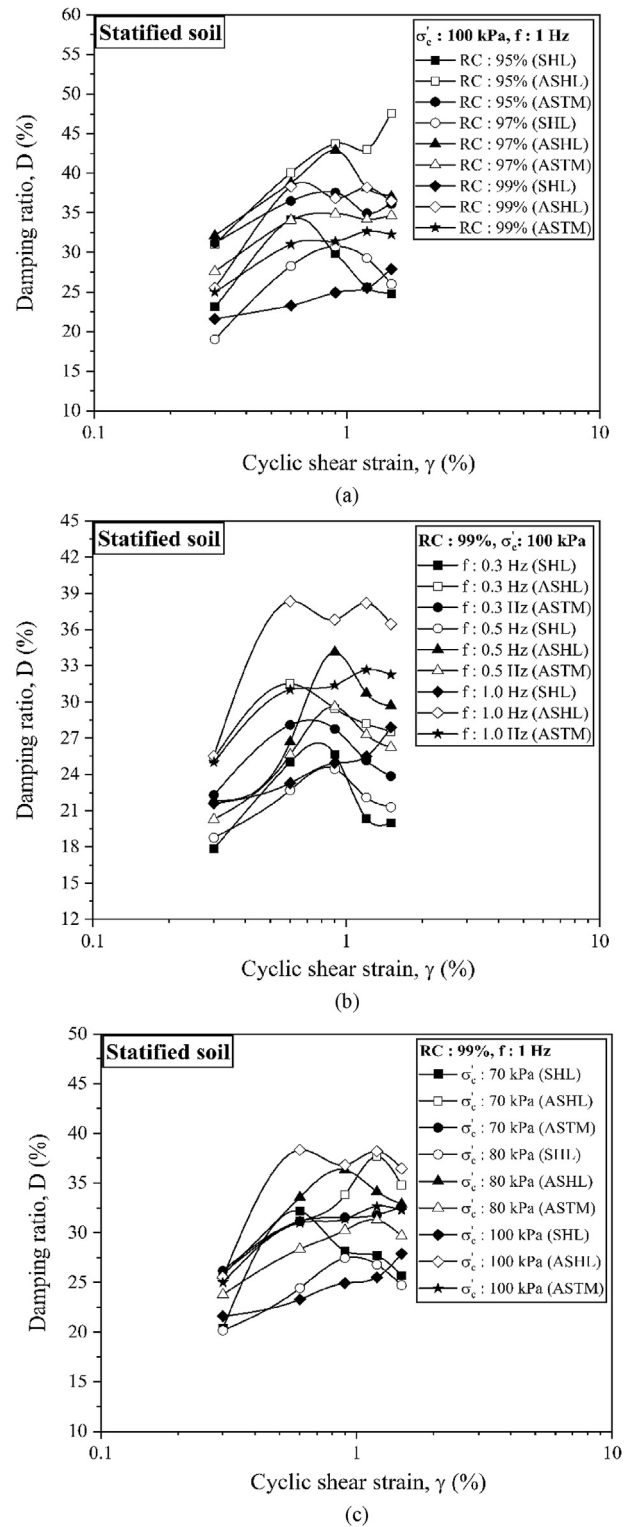 Statified soil
σ'c : 100 kPa, f : 1 Hz
RC : 95% (SHL)
RC : 95% (ASHL)
RC : 95% (ASTM)
RC : 97% (SHL)
RC : 97% (ASHL)
RC : 97% (ASTM)
RC : 99% (SHL)
RC : 99% (ASHL)
RC : 99% (ASTM)
Damping ratio, D (%)
60
55
50
45
40
35
30
25
20
15
10
0.1
1
10
Cyclic shear strain, γ (%)
(a)
Statified soil
RC : 99%, σ'c: 100 kPa
f : 0.3 Hz (SHL)
f : 0.3 Hz (ASHL)
f : 0.3 Hz (ASTM)
f : 0.5 Hz (SHL)
f : 0.5 Hz (ASHL)
f : 0.5 Hz (ASTM)
f : 1.0 Hz (SHL)
f : 1.0 Hz (ASHL)
f : 1.0 Hz (ASTM)
Damping ratio, D (%)
45
42
39
36
33
30
27
24
21
18
15
12
0.1
1
10
Cyclic shear strain, γ (%)
(b)
Statified soil
RC : 99%, f : 1 Hz
σ'c : 70 kPa (SHL)
σ'c : 70 kPa (ASHL)
σ'c : 70 kPa (ASTM)
σ'c : 80 kPa (SHL)
σ'c : 80 kPa (ASHL)
σ'c : 80 kPa (ASTM)
σ'c : 100 kPa (SHL)
σ'c : 100 kPa (ASHL)
σ'c : 100 kPa (ASTM)
Damping ratio, D (%)
50
45
40
35
30
25
20
15
10
0.1
1
10
Cyclic shear strain, γ (%)
(c)